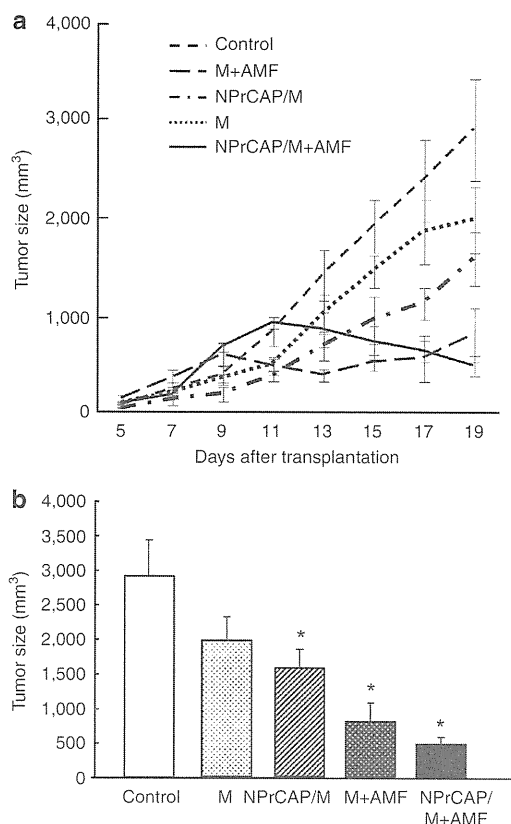 a
4,000
3,000
2,000
1,000
0
Tumor size (mm³)
Control
M+AMF
NPrCAP/M
M
NPrCAP/M+AMF
5 7 9 11 13 15 17 19
Days after transplantation
b
4,000
3,500
3,000
2,500
2,000
1,500
1,000
500
0
Tumor size (mm³)
*
*
*
Control M NPrCAP/M M+AMF NPrCAP/
M+AMF